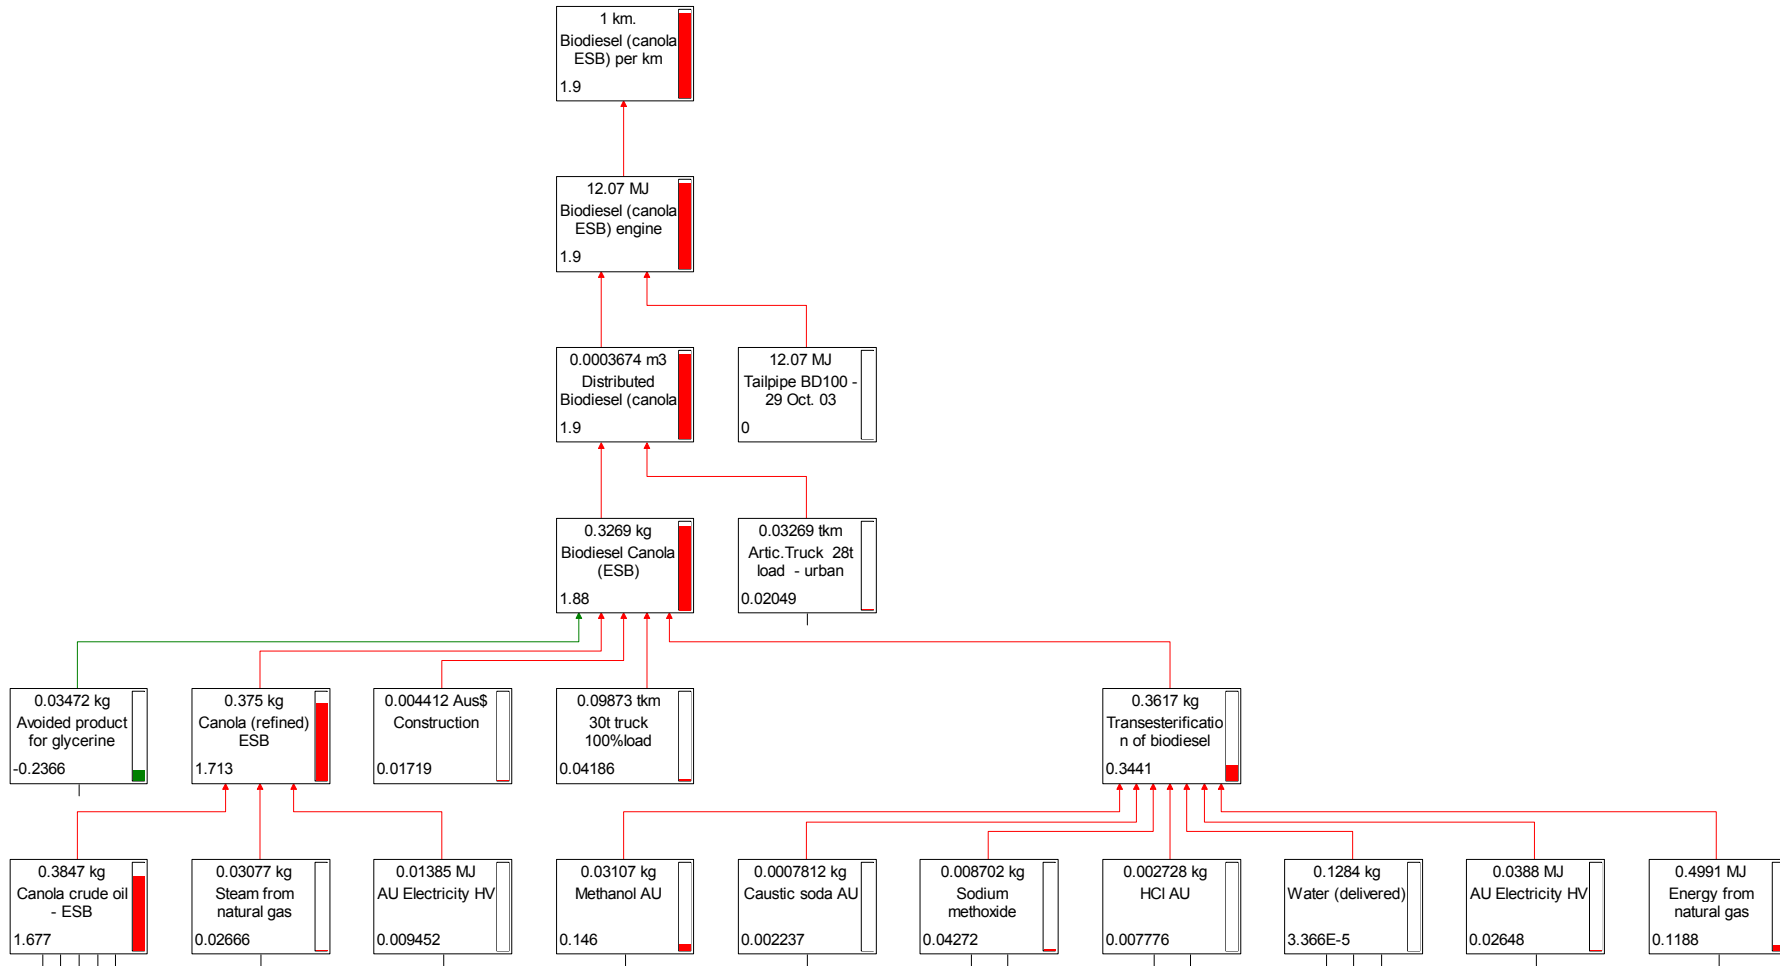 1 km.
Biodiesel (canola
ESB) per km
1.9
12.07 MJ
Biodiesel (canola
ESB) engine
1.9
0.0003674 m3
Distributed
Biodiesel (canola
1.9
12.07 MJ
Tailpipe BD100 -
29 Oct. 03
0
0.3269 kg
Biodiesel Canola
(ESB)
1.88
0.03269 tkm
Artic.Truck 28t
load - urban
0.02049
0.03472 kg
Avoided product
for glycerine
-0.2366
0.375 kg
Canola (refined)
ESB
1.713
0.004412 Aus$
Construction
0.01719
0.09873 tkm
30t truck
100%load
0.04186
0.3617 kg
Transesterificatio
n of biodiesel
0.3441
0.3847 kg
Canola crude oil
- ESB
1.677
0.03077 kg
Steam from
natural gas
0.02666
0.01385 MJ
AU Electricity HV
0.009452
0.03107 kg
Methanol AU
0.146
0.0007812 kg
Caustic soda AU
0.002237
0.008702 kg
Sodium
methoxide
0.04272
0.002728 kg
HCl AU
0.007776
0.1284 kg
Water (delivered)
3.366E-5
0.0388 MJ
AU Electricity HV
0.02648
0.4991 MJ
Energy from
natural gas
0.1188